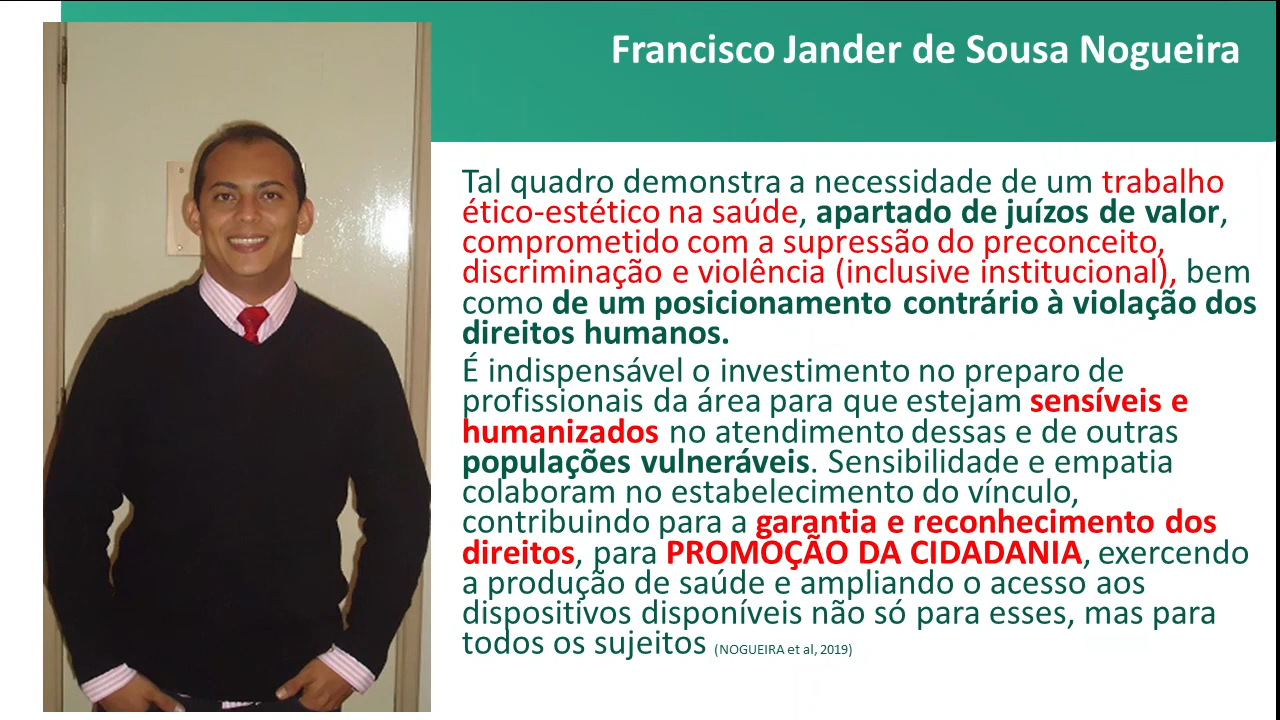 Francisco Jander de Sousa Nogueira
Tal quadro demonstra a necessidade de um trabalho
ético-estético na saúde, apartado de juízos de valor,
comprometido com a supressão do preconceito,
discriminação e violência (inclusive institucional), bem
como de um posicionamento contrário à violação dos
direitos humanos.
É indispensável o investimento no preparo de
profissionais da área para que estejam sensíveis e
humanizados no atendimento dessas e de outras
populações vulneráveis. Sensibilidade e empatia
colaboram no estabelecimento do vínculo,
contribuindo para a garantia e reconhecimento dos
direitos, para PROMOÇÃO DA CIDADANIA, exercendo
a produção de saúde e ampliando o acesso aos
dispositivos disponíveis não só para esses, mas para
todos os sujeitos (NOGUEIRA et al, 2019)